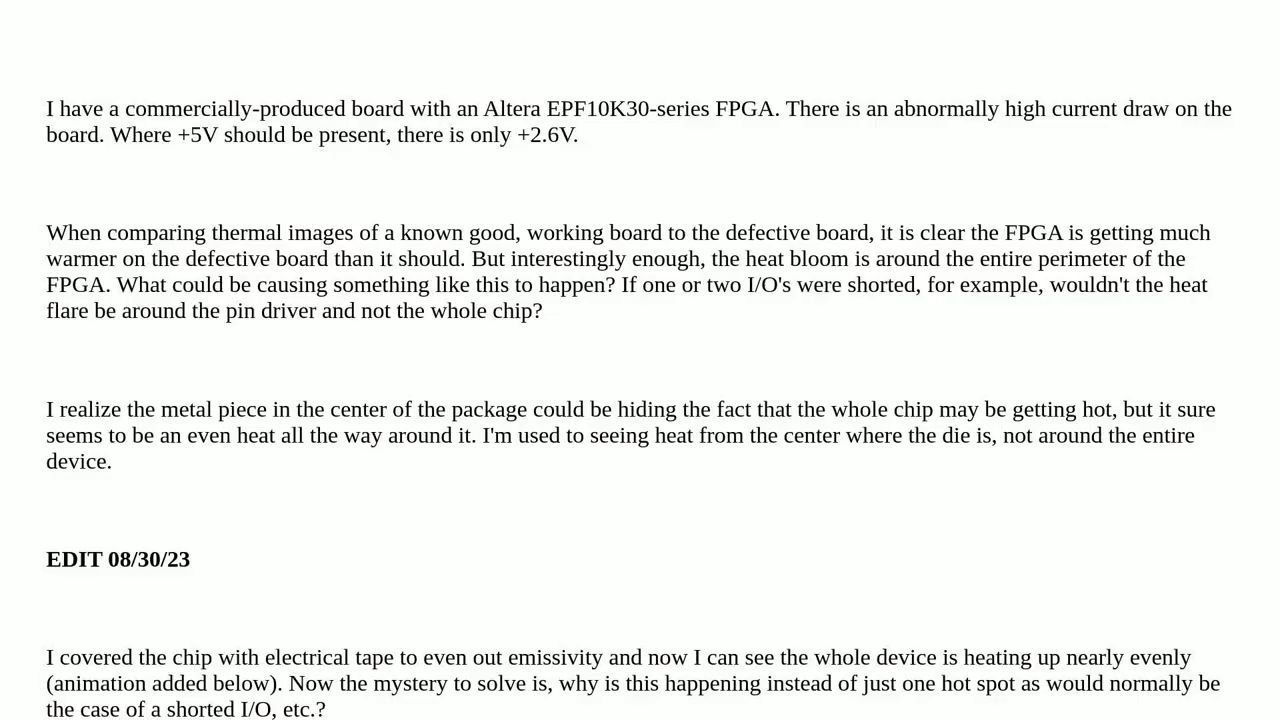 I have a commercially-produced board with an Altera EPF10K30-series FPGA. There is an abnormally high current draw on the
board. Where +5V should be present, there is only +2.6V.
When comparing thermal images of a known good, working board to the defective board, it is clear the FPGA is getting much
warmer on the defective board than it should. But interestingly enough, the heat bloom is around the entire perimeter of the
FPGA. What could be causing something like this to happen? If one or two I/O's were shorted, for example, wouldn't the heat
flare be around the pin driver and not the whole chip?
I realize the metal piece in the center of the package could be hiding the fact that the whole chip may be getting hot, but it sure
seems to be an even heat all the way around it. I'm used to seeing heat from the center where the die is, not around the entire
device.
EDIT 08/30/23
I covered the chip with electrical tape to even out emissivity and now I can see the whole device is heating up nearly evenly
(animation added below). Now the mystery to solve is, why is this happening instead of just one hot spot as would normally be
the case of a shorted I/O, etc.?